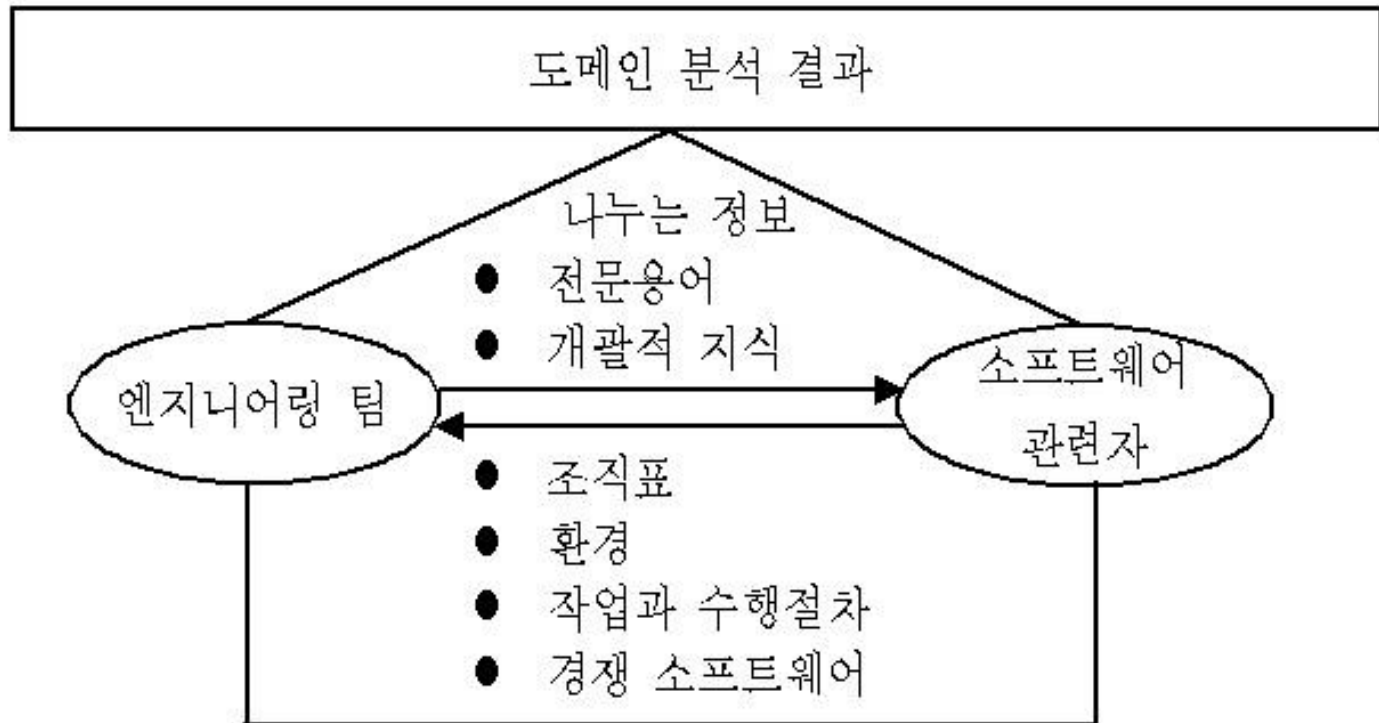 도메인 분석 결과
나누는 정보
전문용어
개괄적 지식
엔지니어링 팀
소프트웨어
관련자
조직표
환경
작업과 수행절차
경쟁 소프트웨어